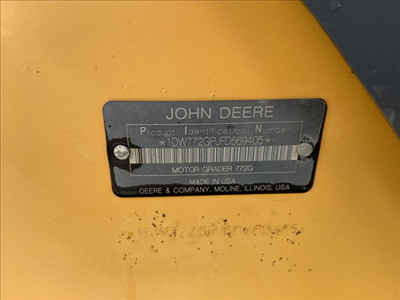 JOHN DEERE
Product Identification Number
P I N
*1DW772GPJFD669405*
MOTOR GRADER 772G
MADE IN USA
DEERE & COMPANY, MOLINE, ILLINOIS, USA